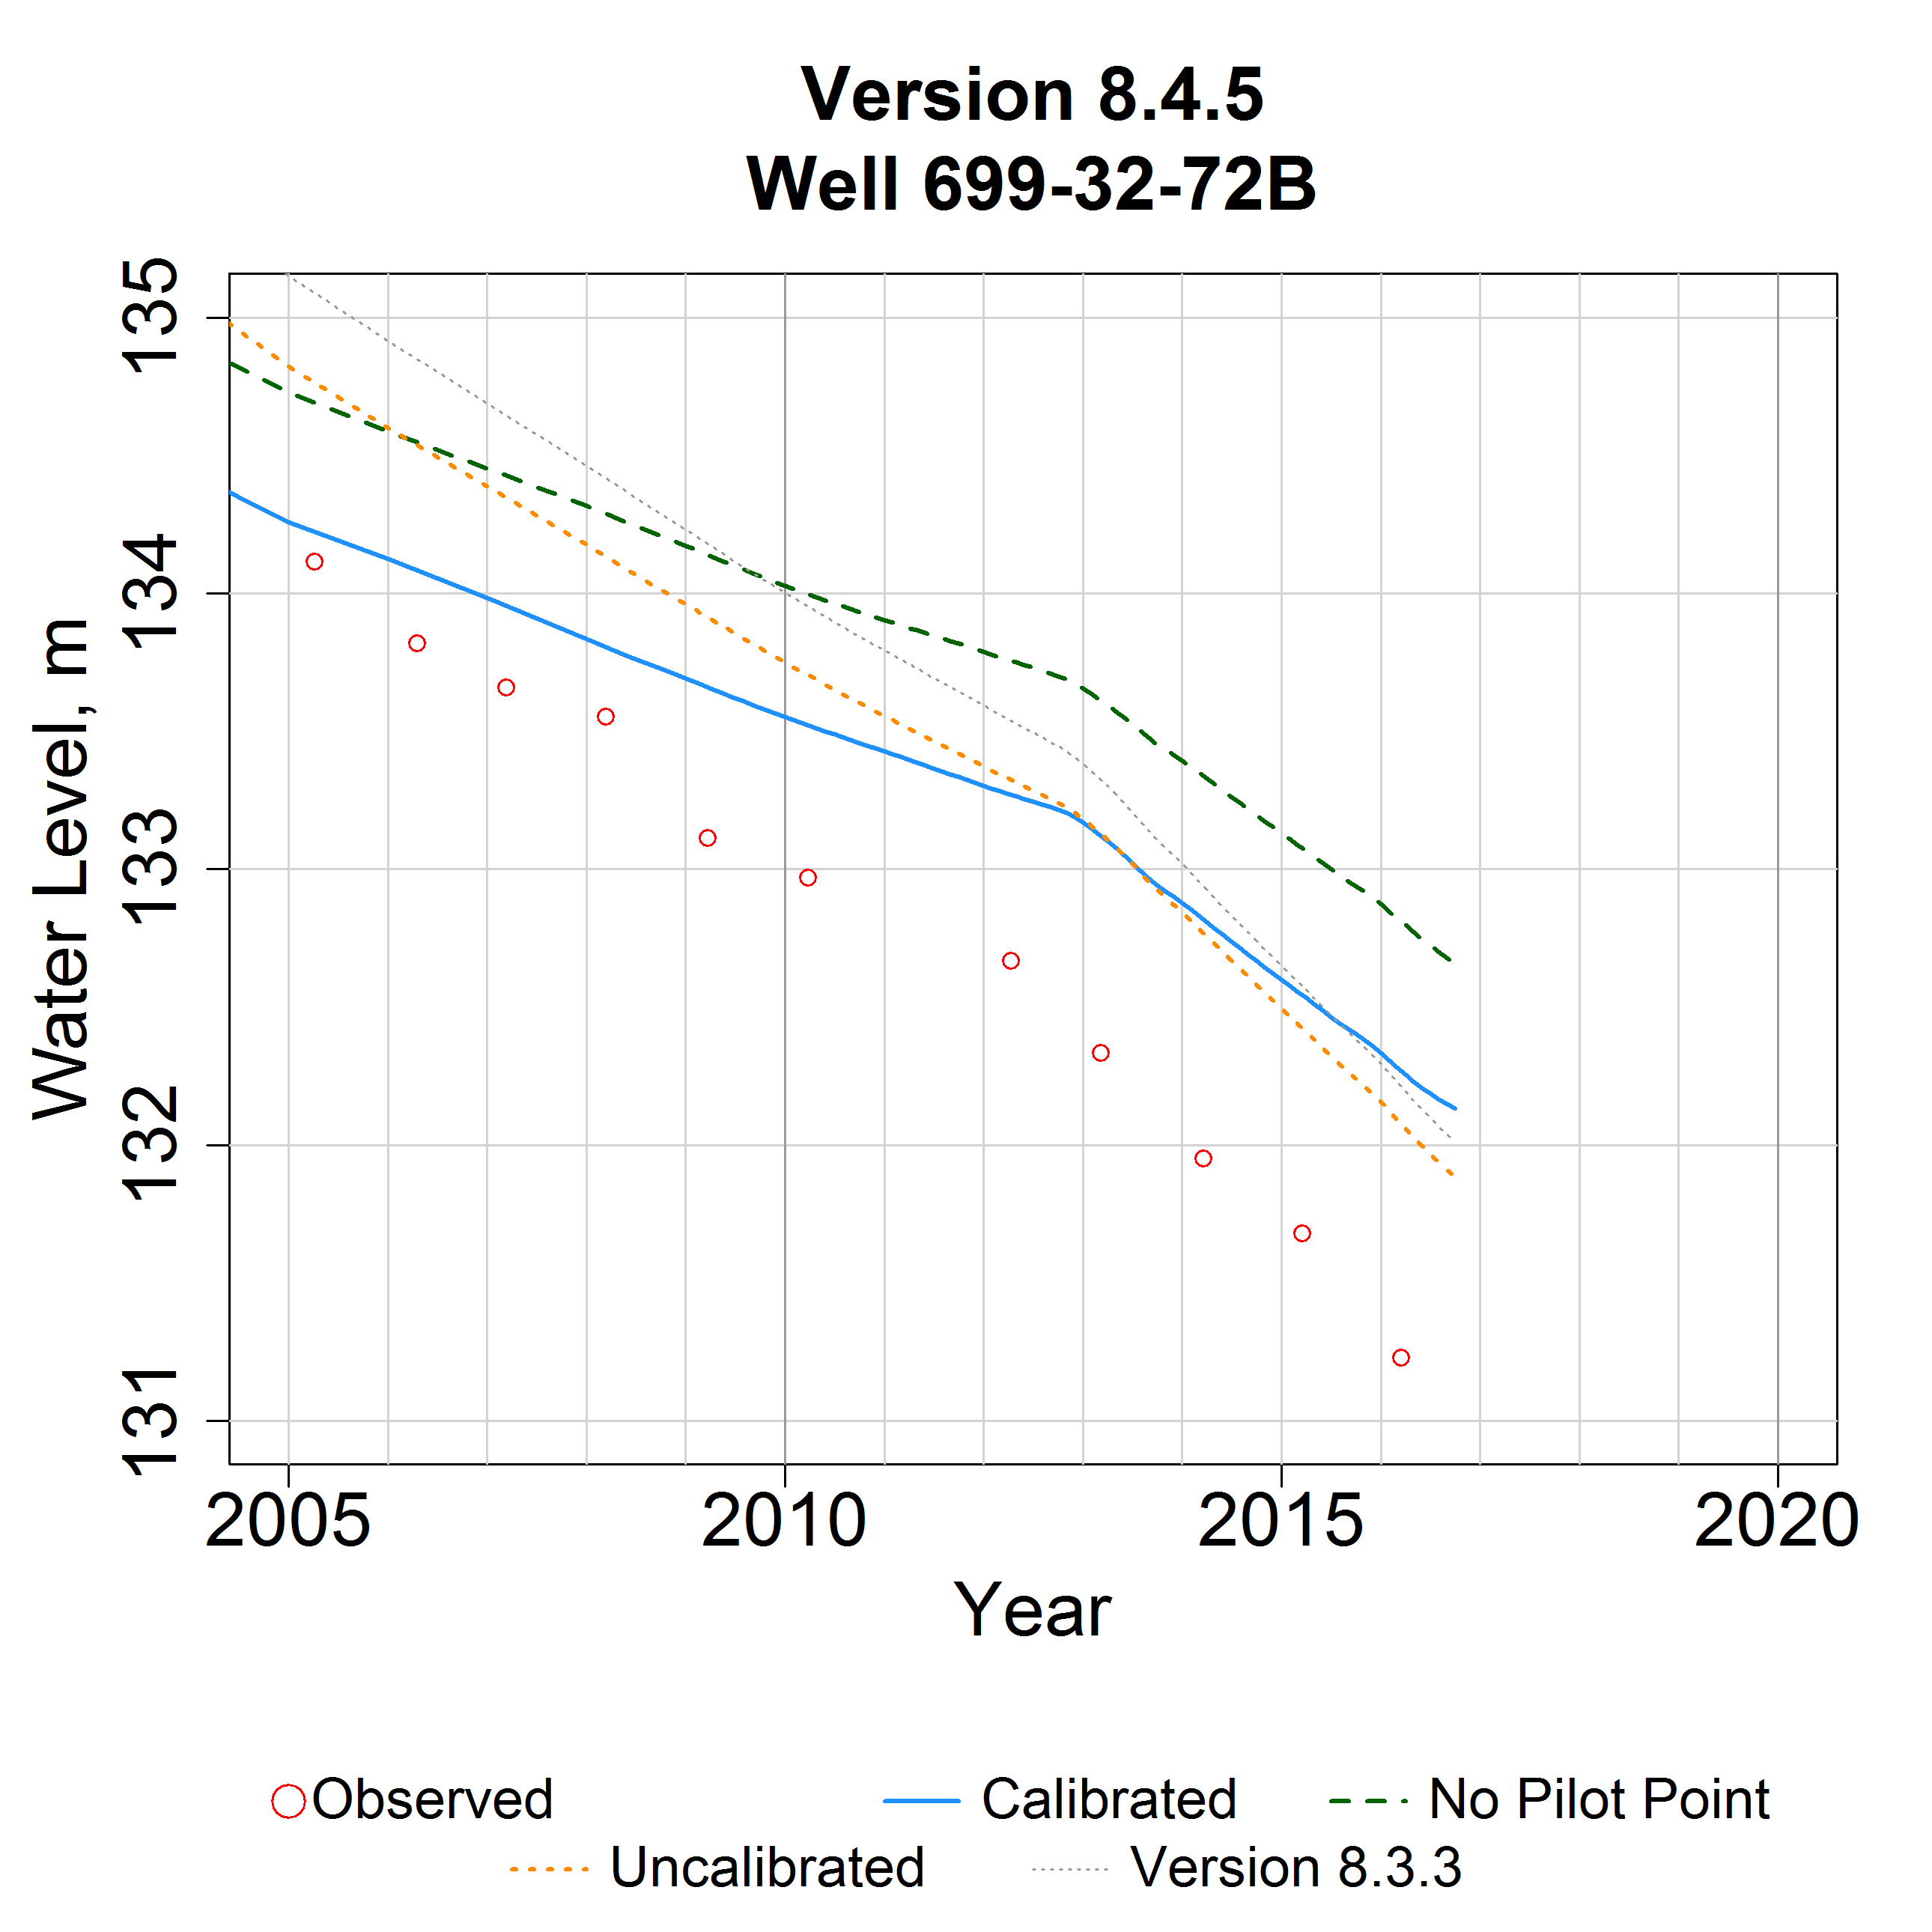 Version 8.4.5
Well 699-32-72B
135
134
133
132
131
Water Level, m
2005 2010 2015 2020
Year
Observed Calibrated No Pilot Point
Uncalibrated Version 8.3.3